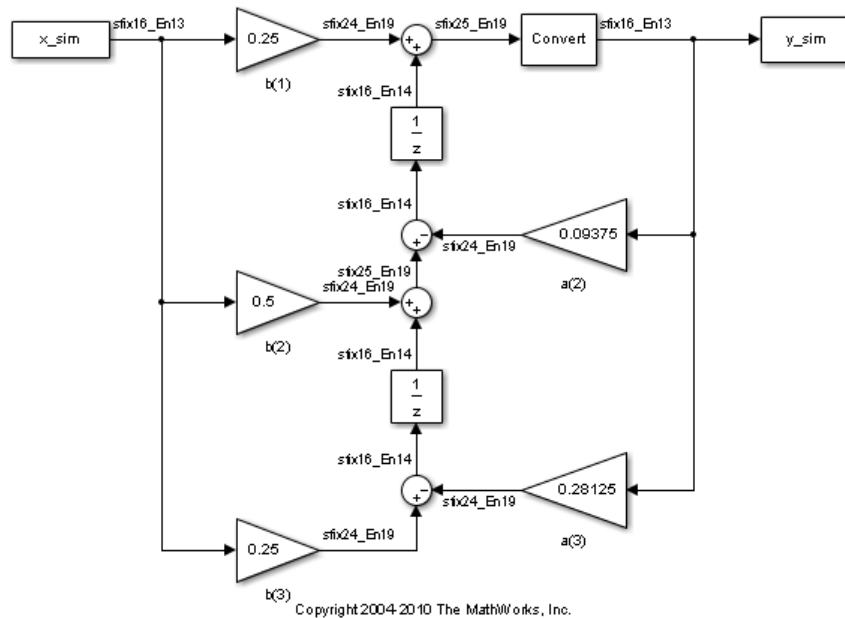 sfix16_En13
sfix24_En19
sfix25_En19
sfix16_En13
x_sim
0.25
Convert
y_sim
b(1)
sfix16_En14
1
z
sfix16_En14
0.09375
sfix24_En19
sfix25_En19
sfix24_En19
a(2)
0.5
b(2)
sfix16_En14
1
z
sfix16_En14
0.28125
sfix24_En19
sfix24_En19
a(3)
0.25
b(3)
Copyright 2004-2010 The MathWorks, Inc.